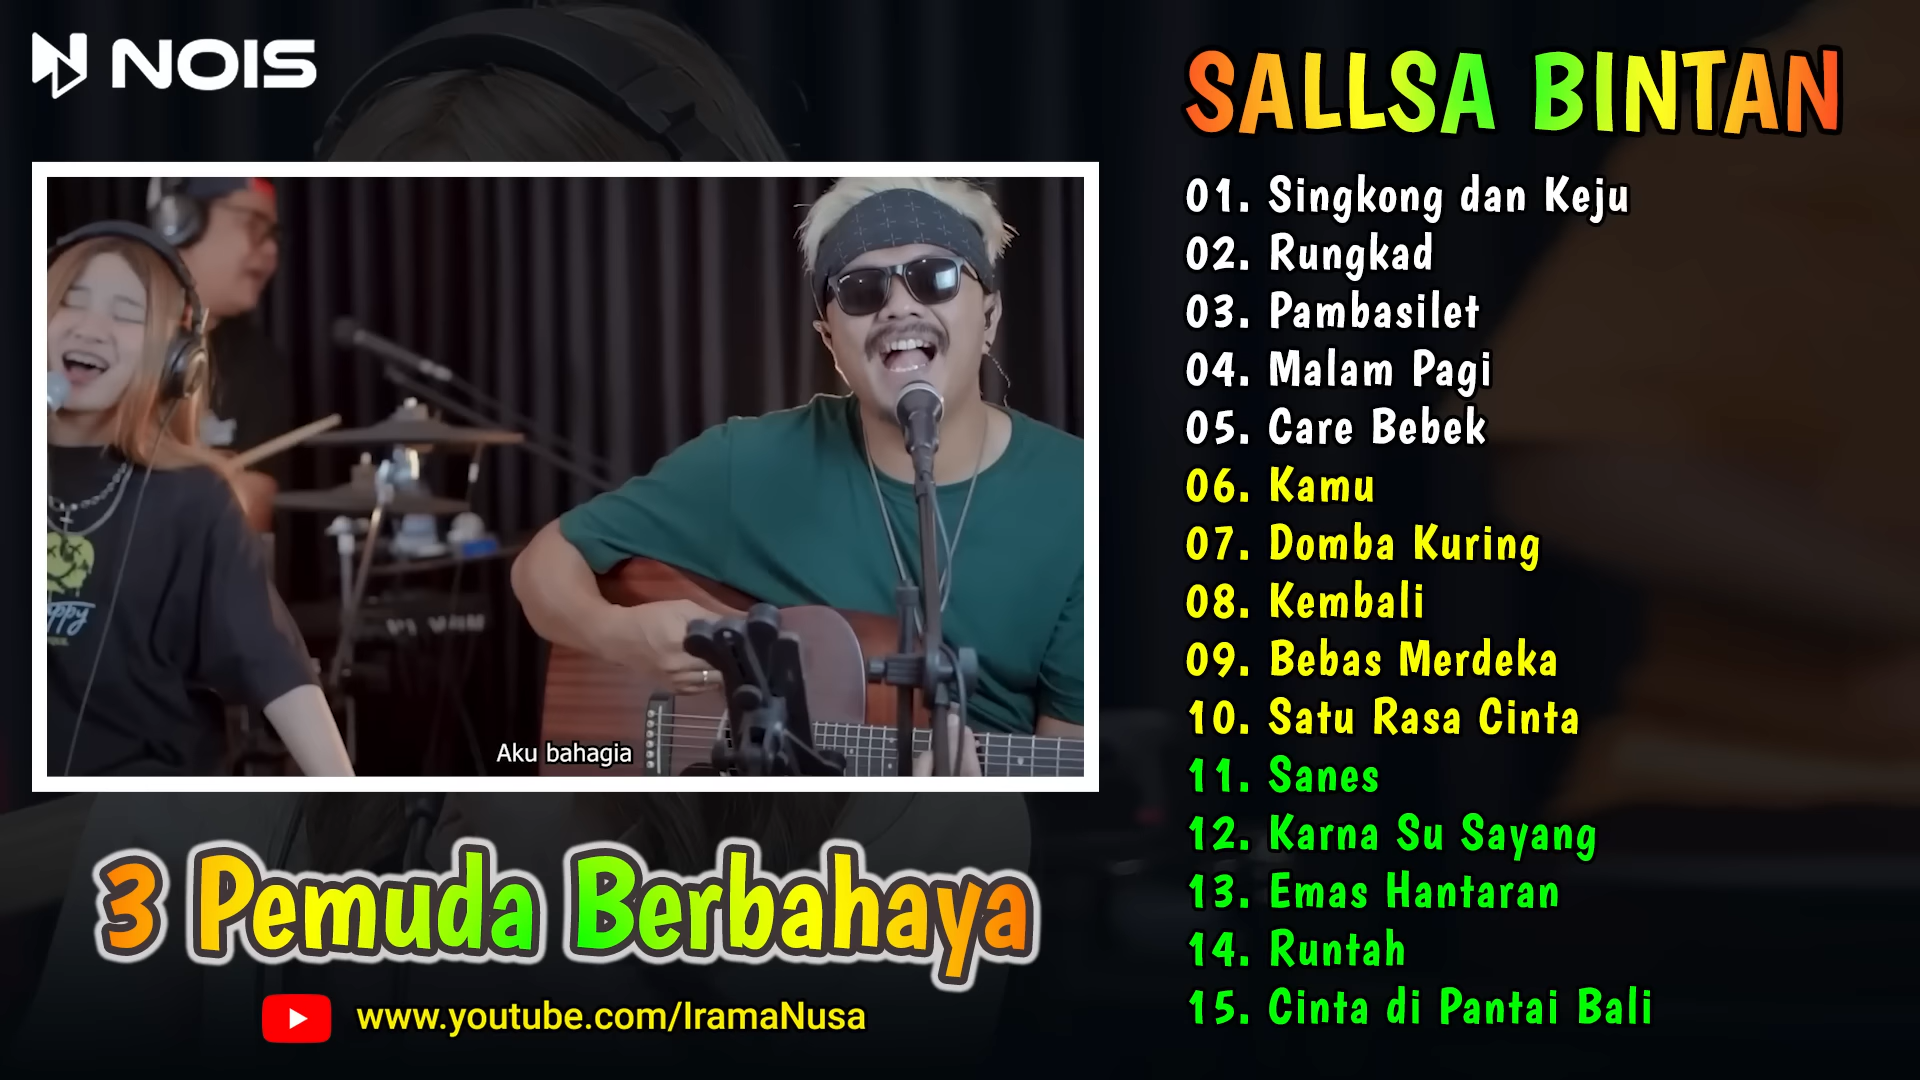 NOIS
SALLSA BINTAN
01. Singkong dan Keju
02. Rungkad
03. Pambasilet
04. Malam Pagi
05. Care Bebek
06. Kamu
07. Domba Kuring
08. Kembali
09. Bebas Merdeka
10. Satu Rasa Cinta
11. Sanes
12. Karna Su Sayang
13. Emas Hantaran
14. Runtah
15. Cinta di Pantai Bali
Aku bahagia
3 Pemuda Berbahaya
www.youtube.com/IramaNusa